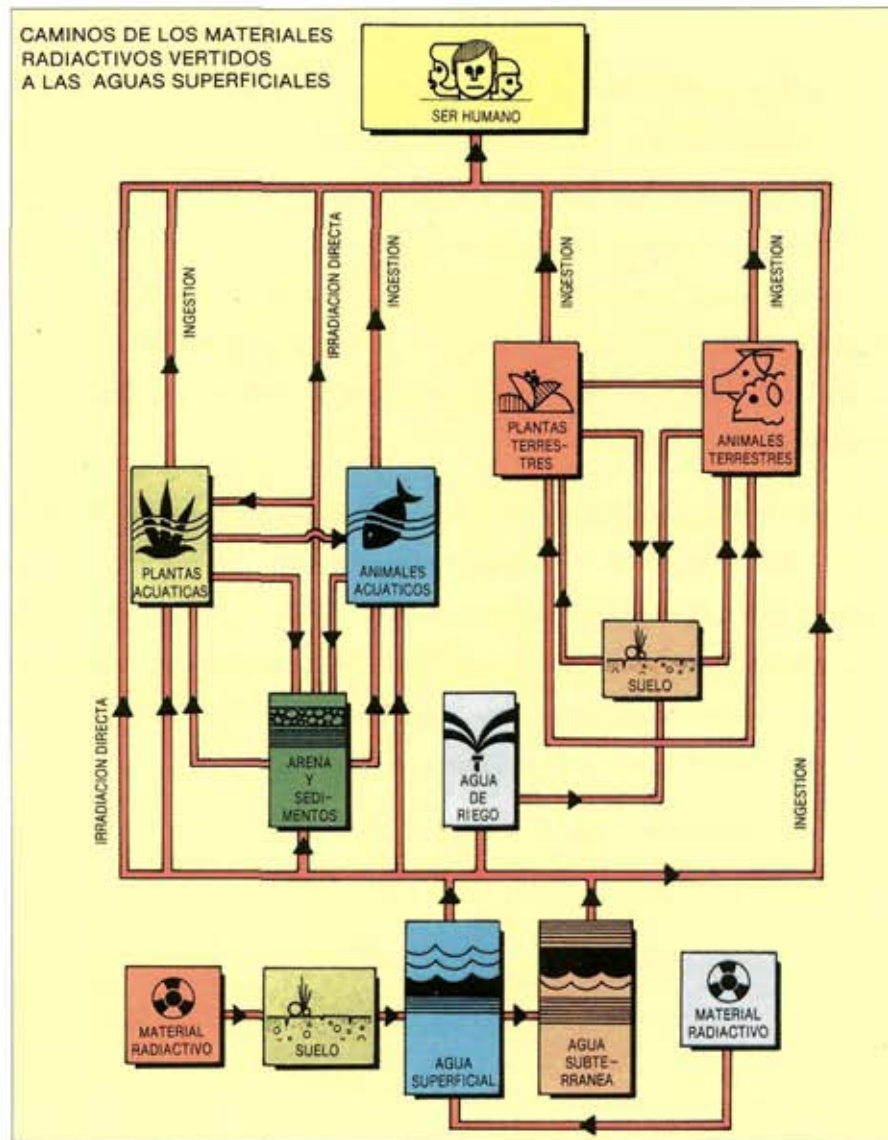 CAMINOS DE LOS MATERIALES
RADIACTIVOS VERTIDOS
A LAS AGUAS SUPERFICIALES
SER HUMANO
INGESTION
IRRADIACION DIRECTA
INGESTION
INGESTION
INGESTION
PLANTAS
TERRES-
TRES
ANIMALES
TERRESTRES
PLANTAS
ACUATICAS
ANIMALES
ACUATICOS
SUELO
IRRADIACION DIRECTA
ARENA
Y
SEDI-
MENTOS
AGUA
DE
RIEGO
INGESTION
MATERIAL
RADIACTIVO
SUELO
AGUA
SUPERFICIAL
AGUA
SUBTE-
RRANEA
MATERIAL
RADIACTIVO